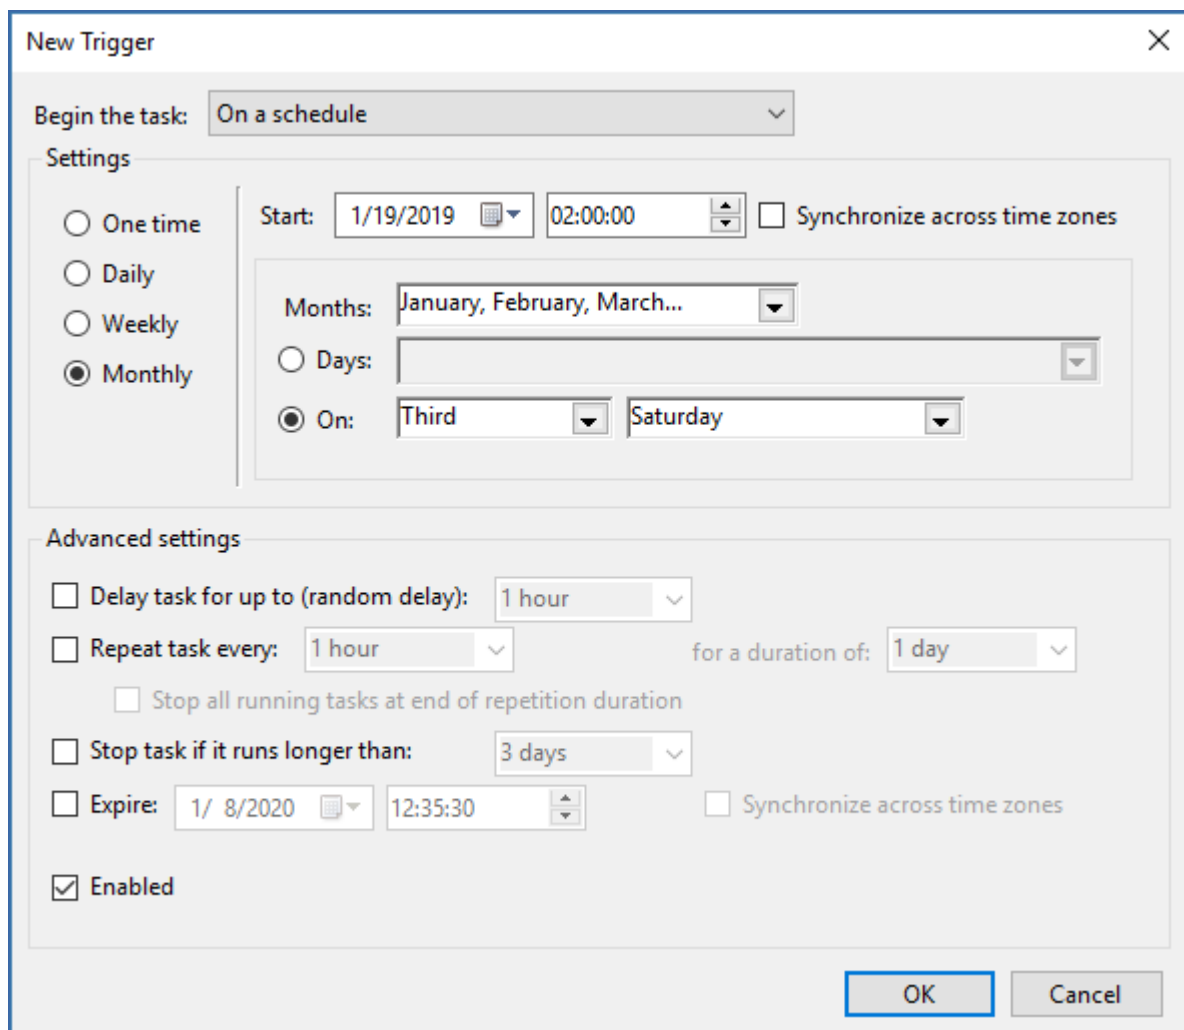 New Trigger
Begin the task: On a schedule
Settings
One time
Daily
Weekly
Monthly
Start: 1/19/2019 02:00:00 Synchronize across time zones
Months: January, February, March...
Days:
On: Third Saturday
Advanced settings
Delay task for up to (random delay): 1 hour
Repeat task every: 1 hour for a duration of: 1 day
Stop all running tasks at end of repetition duration
Stop task if it runs longer than: 3 days
Expire: 1/ 8/2020 12:35:30 Synchronize across time zones
Enabled
OK Cancel